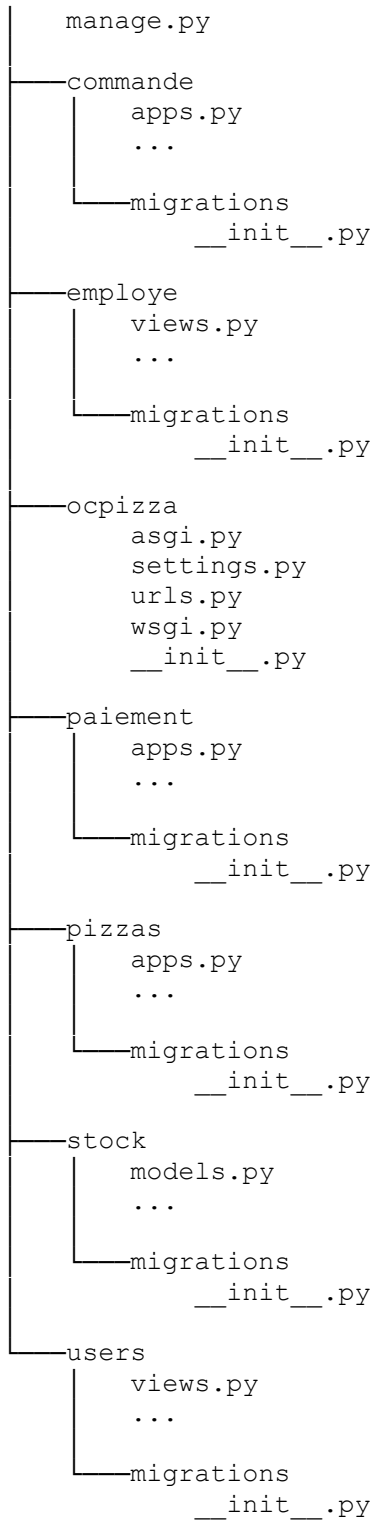 manage.py
commande
apps.py
...
migrations
__init__.py
employe
views.py
...
migrations
__init__.py
ocpizza
asgi.py
settings.py
urls.py
wsgi.py
__init__.py
paiement
apps.py
...
migrations
__init__.py
pizzas
apps.py
...
migrations
__init__.py
stock
models.py
...
migrations
__init__.py
users
views.py
...
migrations
__init__.py